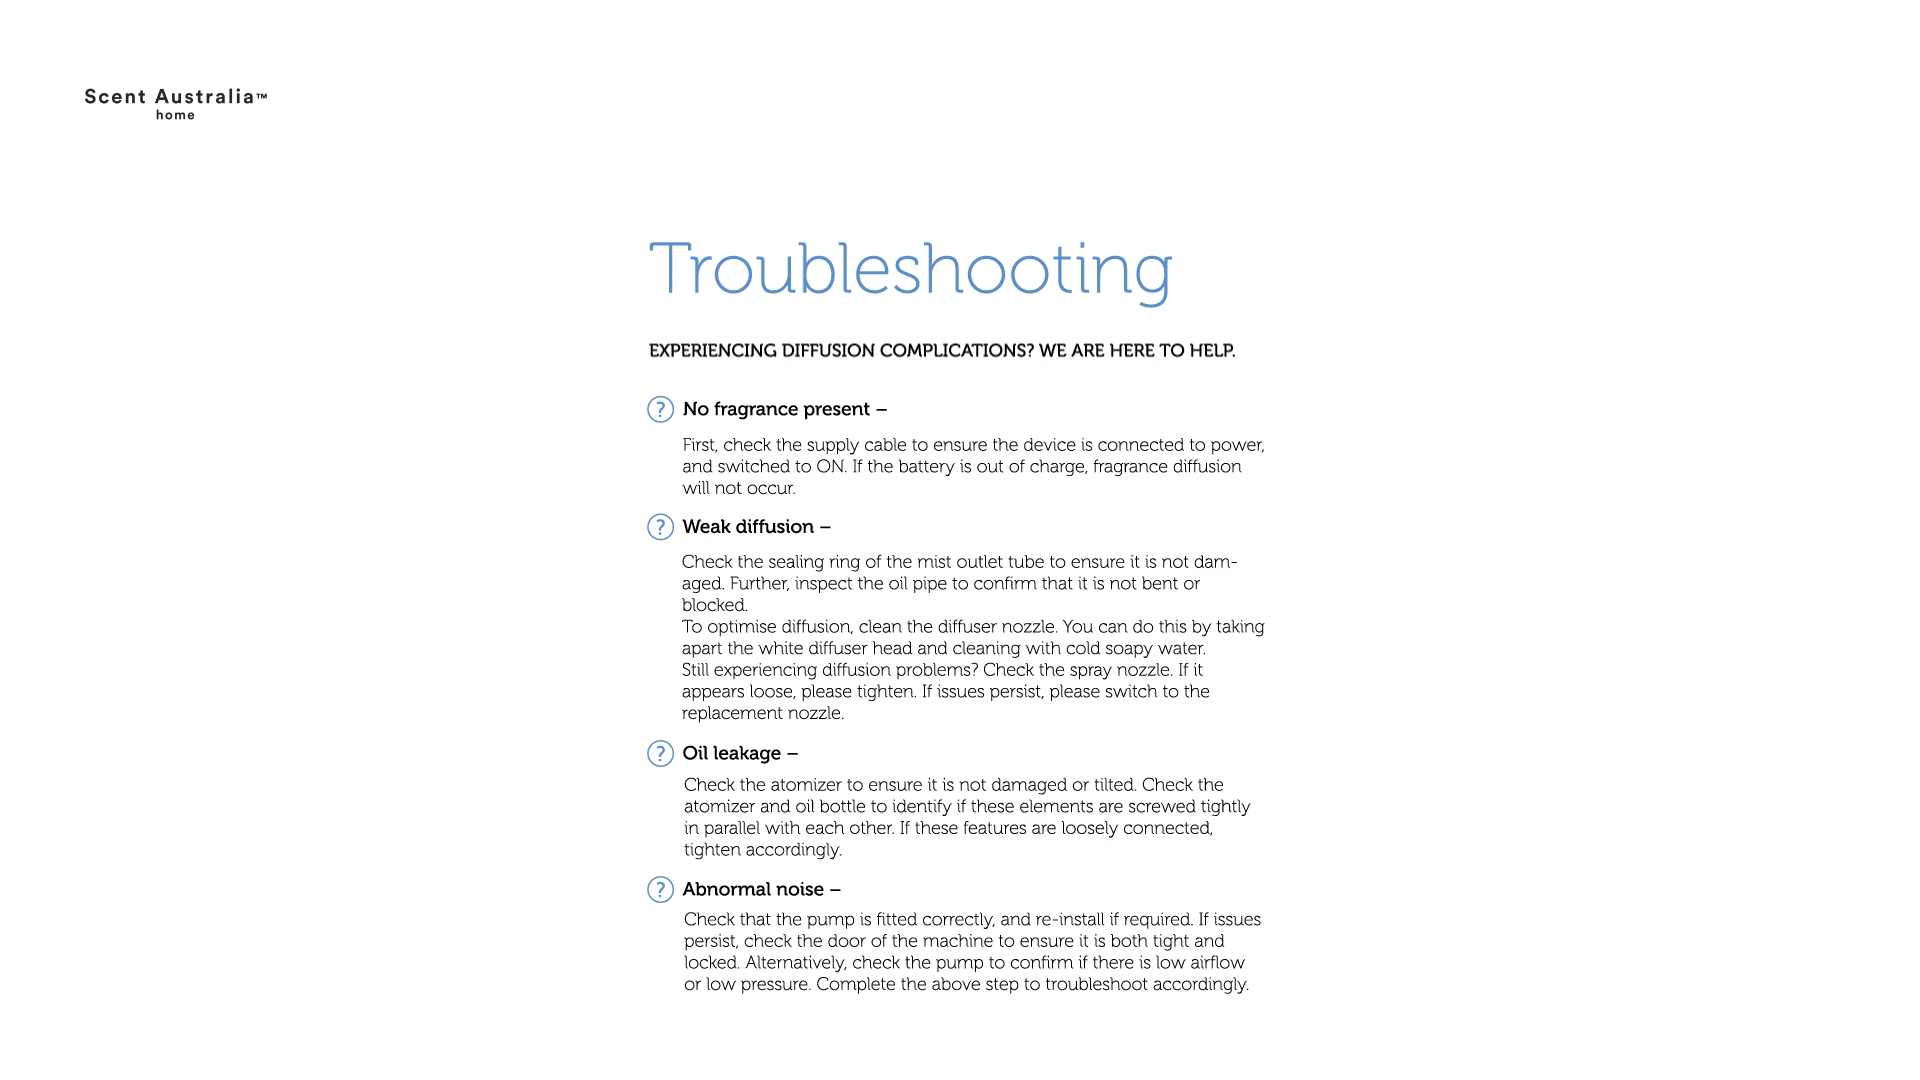 Scent Australia™
home
Troubleshooting
EXPERIENCING DIFFUSION COMPLICATIONS? WE ARE HERE TO HELP.
? No fragrance present –
First, check the supply cable to ensure the device is connected to power,
and switched to ON. If the battery is out of charge, fragrance diffusion
will not occur.
? Weak diffusion –
Check the sealing ring of the mist outlet tube to ensure it is not dam-
aged. Further, inspect the oil pipe to confirm that it is not bent or
blocked.
To optimise diffusion, clean the diffuser nozzle. You can do this by taking
apart the white diffuser head and cleaning with cold soapy water.
Still experiencing diffusion problems? Check the spray nozzle. If it
appears loose, please tighten. If issues persist, please switch to the
replacement nozzle.
? Oil leakage –
Check the atomizer to ensure it is not damaged or tilted. Check the
atomizer and oil bottle to identify if these elements are screwed tightly
in parallel with each other. If these features are loosely connected,
tighten accordingly.
? Abnormal noise –
Check that the pump is fitted correctly, and re-install if required. If issues
persist, check the door of the machine to ensure it is both tight and
locked. Alternatively, check the pump to confirm if there is low airflow
or low pressure. Complete the above step to troubleshoot accordingly.